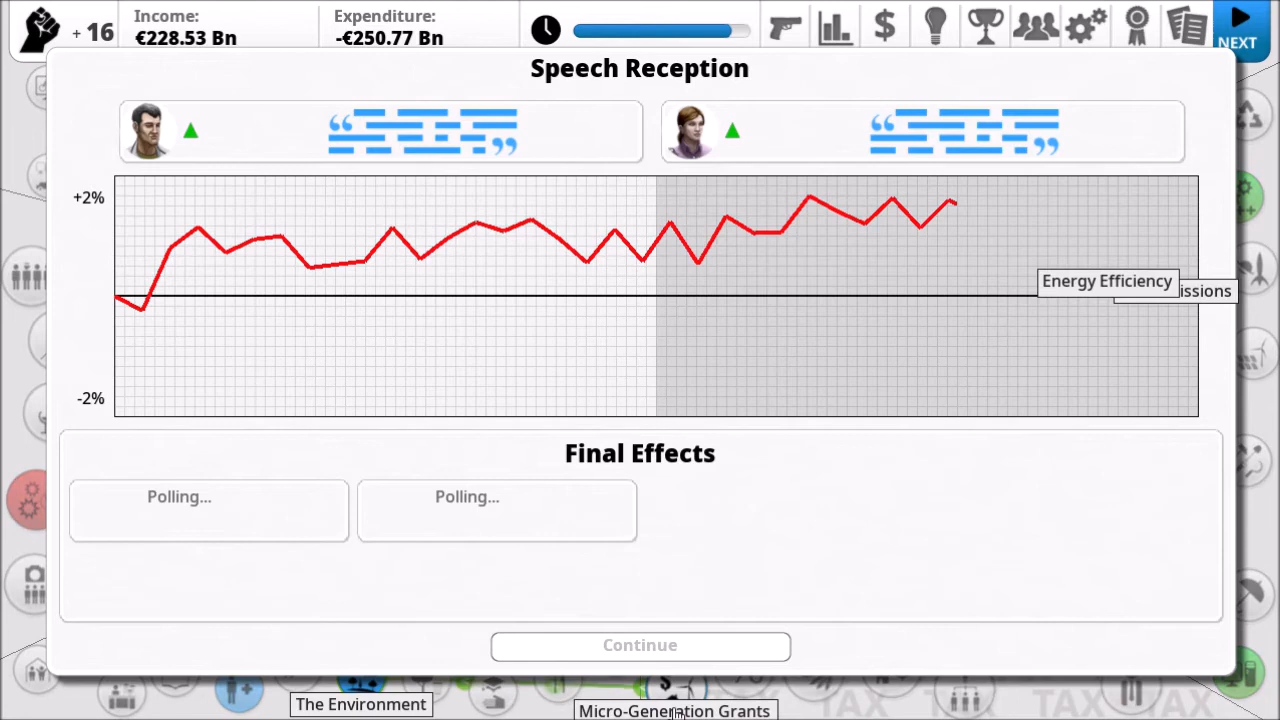 Income:
Expenditure:
+ 16
€228.53 Bn
-€250.77 Bn
NEXT
Speech Reception
+2%
Energy Efficiency
issions
-2%
Final Effects
Polling...
Polling...
Continue
The Environment
Micro-Generation Grants
TAX
TAX
TAX